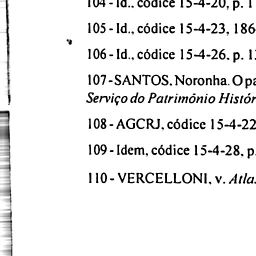 104 - Id., códice 15-4-20, p. 1
105 - Id., códice 15-4-23, 186
106 - Id., códice 15-4-26, p. 1
107 - SANTOS, Noronha. O pa
Serviço do Patrimônio Histór
108 - AGCRJ, códice 15-4-22
109 - Idem, códice 15-4-28, p
110 - VERCELLONI, v. Atla